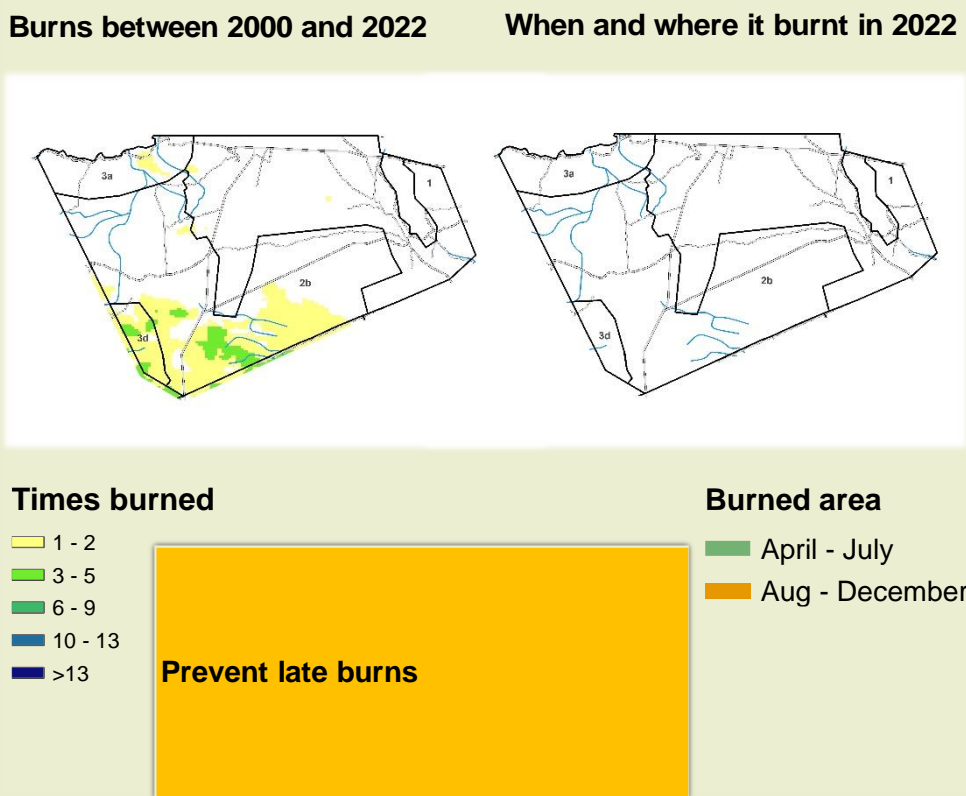 Burns between 2000 and 2022
When and where it burnt in 2022
3a
1
2b
3d
3a
1
2b
3d
Times burned
1 - 2
3 - 5
6 - 9
10 - 13
>13
Prevent late burns
Burned area
April - July
Aug - December